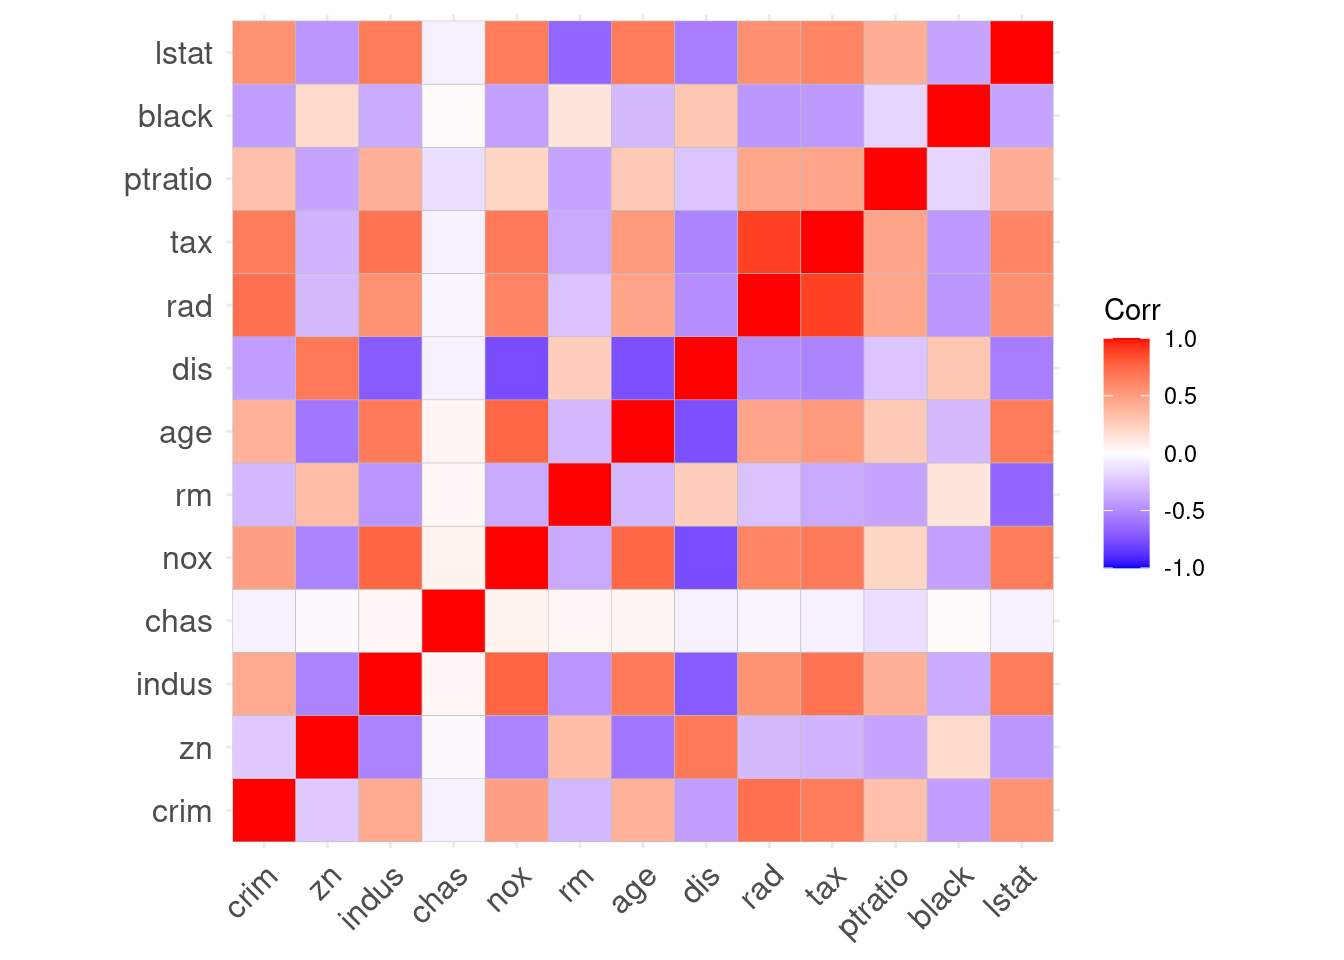 lstat
black
ptratio
tax
rad
dis
age
rm
nox
chas
indus
zn
crim
crim
zn
indus
chas
nox
rm
age
dis
rad
tax
ptratio
black
lstat
Corr
1.0
0.5
0.0
-0.5
-1.0